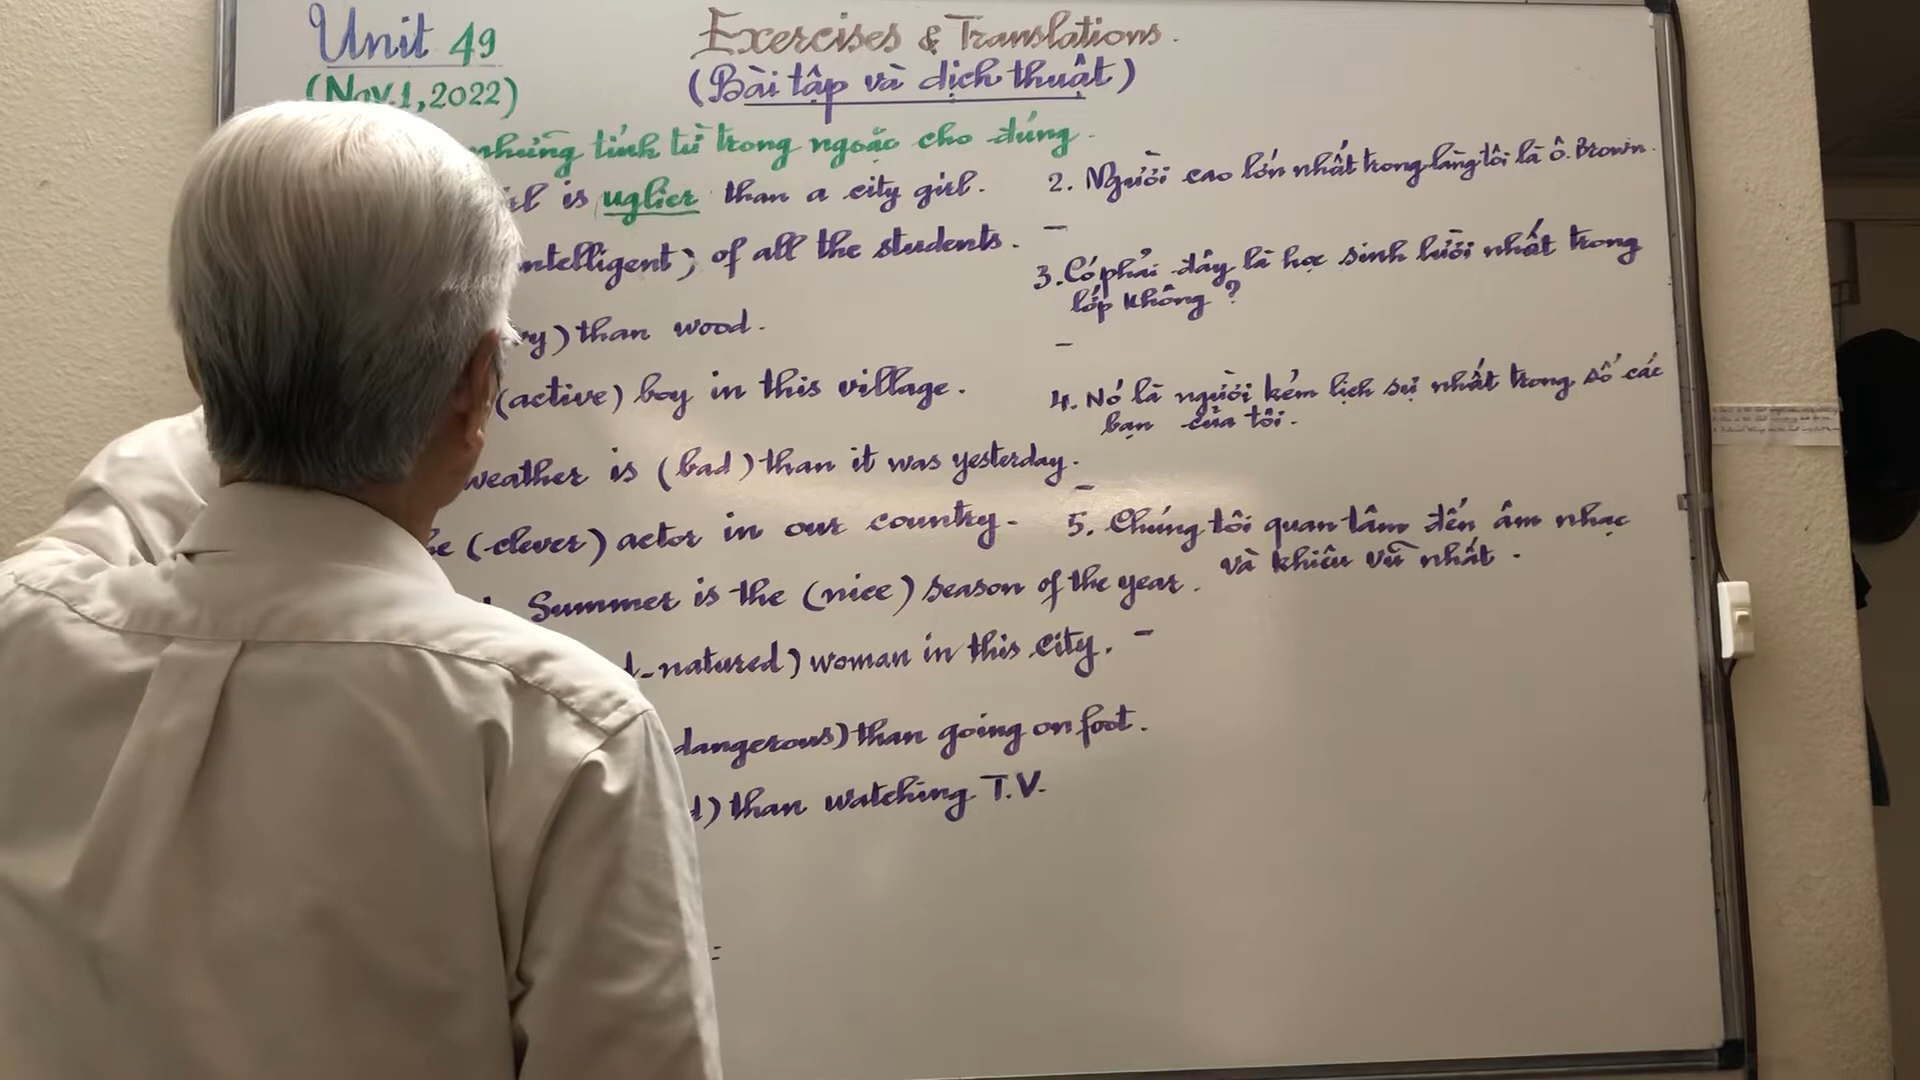 Unit 49
(Nov.1, 2022)
Exercises & Translations.
(Bài tập và dịch thuật)
những tính từ trong ngoặc cho đúng.
is uglier than a city girl.
of all the students.
than wood.
(active) boy in this village.
weather is (bad) than it was yesterday.
(clever) actor in our country.
Summer is the (nice) season of the year.
natured) woman in this city.
dangerous) than going on foot.
than watching T.V.
=
2. Người cao lớn nhất trong làng tôi là ô. Brown.
-
3. Có phải đây là học sinh lười nhất trong
lớp không?
-
4. Nó là người kém lịch sự nhất trong số các
bạn của tôi.
-
5. Chúng tôi quan tâm đến âm nhạc
và khiêu vũ nhất.
-